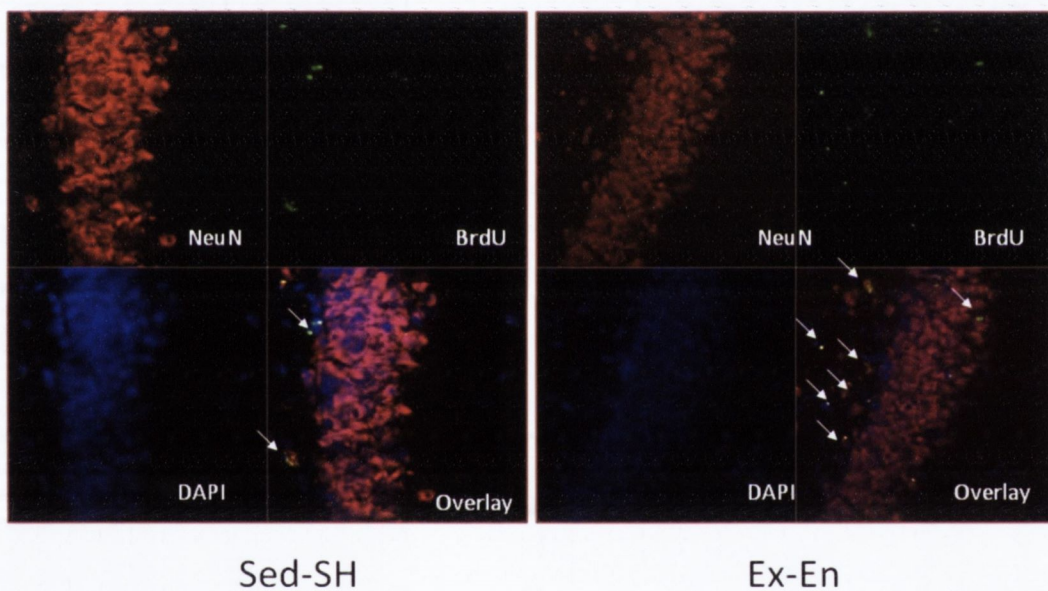 NeuN
BrdU
NeuN
BrdU
DAPI
Overlay
DAPI
Overlay
Sed-SH
Ex-En